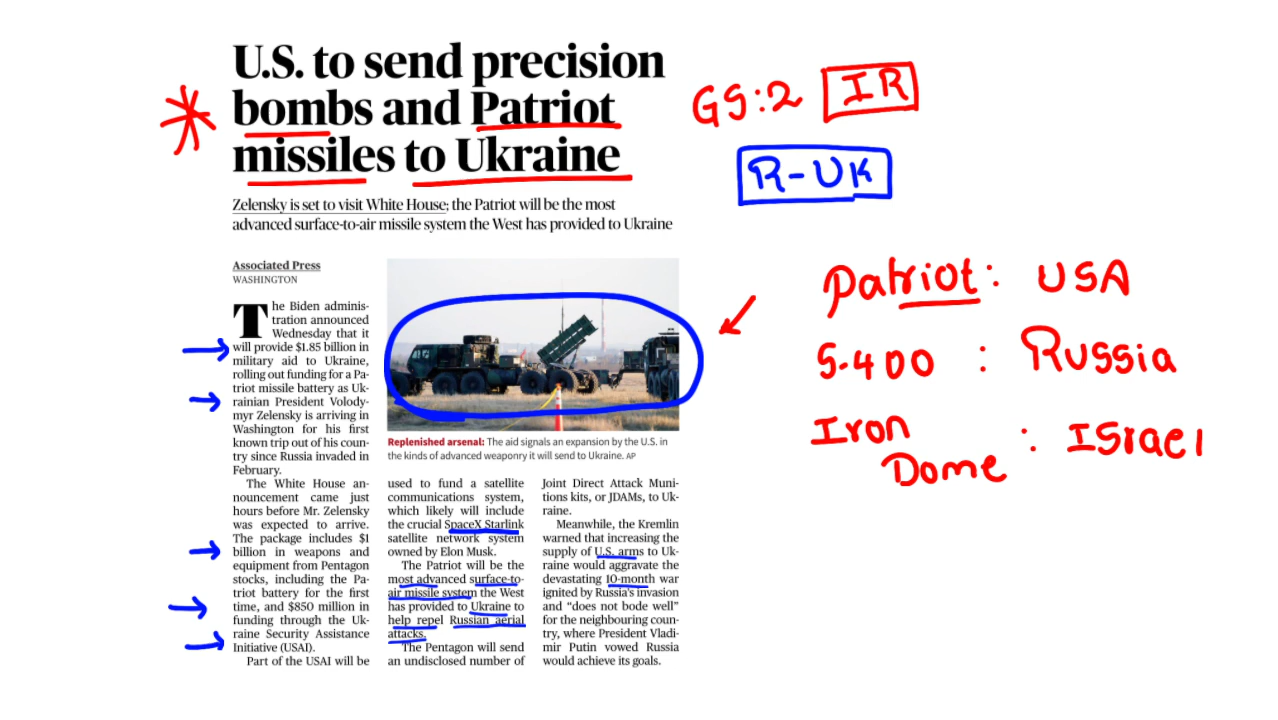 U.S. to send precision
bombs and Patriot
missiles to Ukraine
Zelensky is set to visit White House; the Patriot will be the most
advanced surface-to-air missile system the West has provided to Ukraine
Associated Press
WASHINGTON
The Biden adminis-
tration announced
Wednesday that it
will provide $1.85 billion in
military aid to Ukraine,
rolling out funding for a Pa-
triot missile battery as Uk-
rainian President Volody-
myr Zelensky is arriving in
Washington for his first
known trip out of his coun-
try since Russia invaded in
February.
The White House an-
nouncement came just
hours before Mr. Zelensky
was expected to arrive.
The package includes $1
billion in weapons and
equipment from Pentagon
stocks, including the Pa-
triot battery for the first
time, and $850 million in
funding through the Uk-
raine Security Assistance
Initiative (USAI).
Part of the USAI will be
Replenished arsenal: The aid signals an expansion by the U.S. in
the kinds of advanced weaponry it will send to Ukraine. AP
used to fund a satellite
communications system,
which likely will include
the crucial SpaceX Starlink
satellite network system
owned by Elon Musk.
The Patriot will be the
most advanced surface-to-
air missile system the West
has provided to Ukraine to
help repel Russian aerial
attacks.
The Pentagon will send
an undisclosed number of
Joint Direct Attack Muni-
tions kits, or JDAMs, to Uk-
raine.
Meanwhile, the Kremlin
warned that increasing the
supply of U.S. arms to Uk-
raine would aggravate the
devastating 10-month war
ignited by Russia's invasion
and “does not bode well”
for the neighbouring coun-
try, where President Vladi-
mir Putin vowed Russia
would achieve its goals.
GS:2 IR
R-UK
Patriot: USA
S-400 : Russia
Iron
Dome : Israel